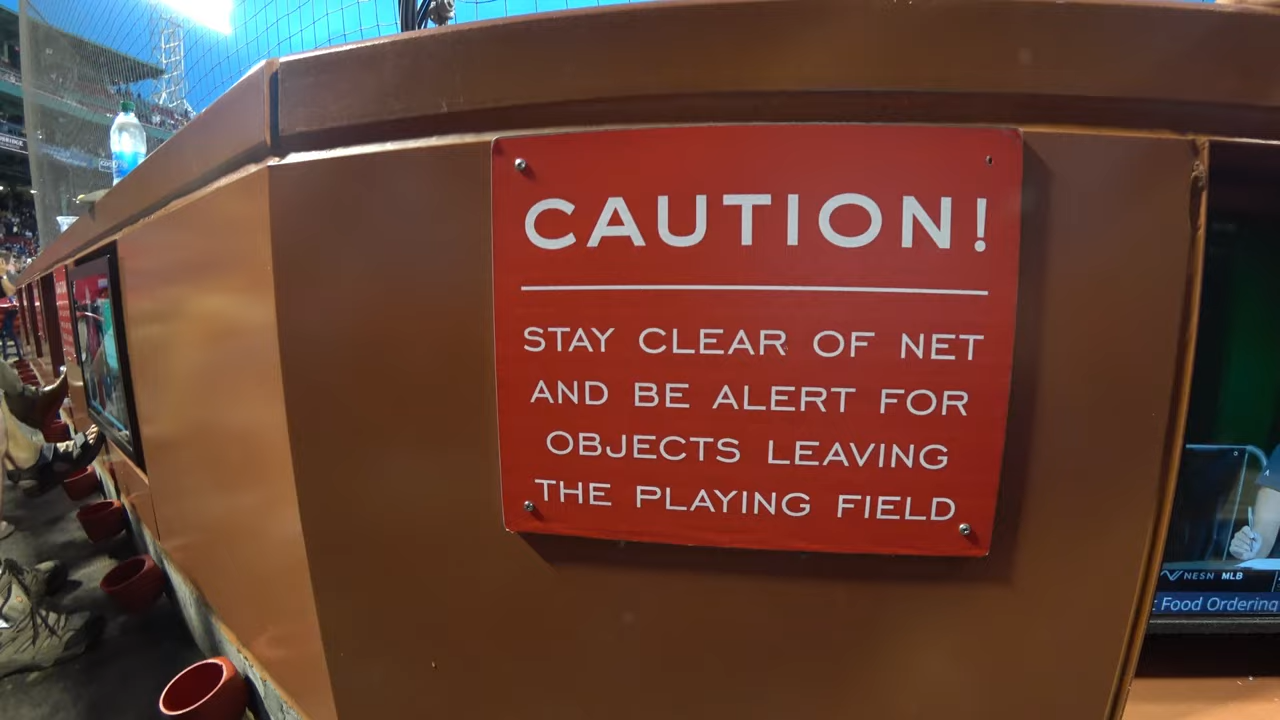 CAUTION!
STAY CLEAR OF NET
AND BE ALERT FOR
OBJECTS LEAVING
THE PLAYING FIELD
NESN MLB
Food Ordering